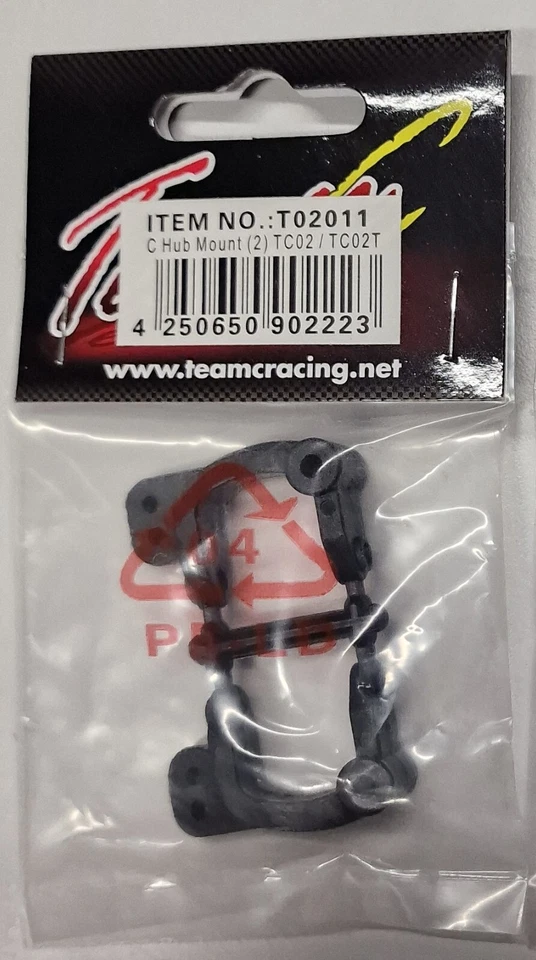 ITEM NO.:T02011
C Hub Mount (2) TC02 / TC02T
4 250650 902223
www.teamcracing.net
04
PE-LD